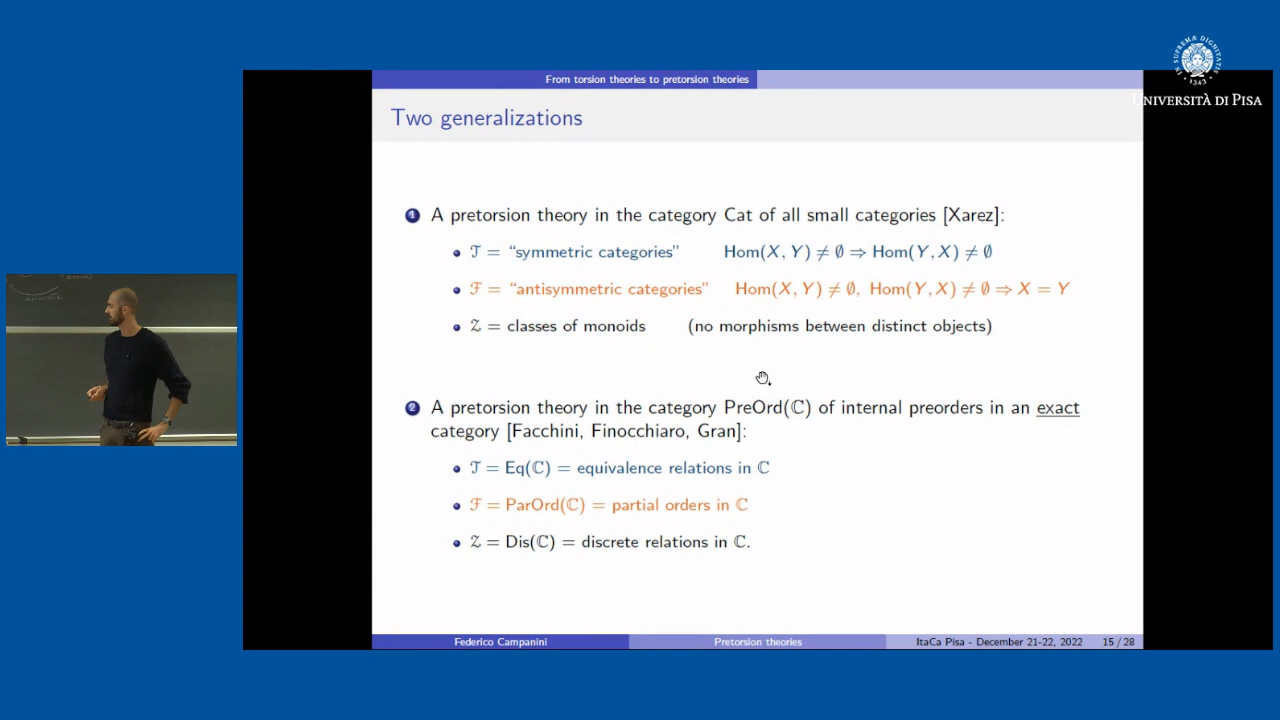 From torsion theories to pretorsion theories
IN SUPREMÆ DIGNITATIS
1343
UNIVERSITÀ DI PISA
Two generalizations
1 A pretorsion theory in the category Cat of all small categories [Xarez]:
• 𝒯 = “symmetric categories” Hom(X, Y) ≠ ∅ ⇒ Hom(Y, X) ≠ ∅
• ℱ = “antisymmetric categories” Hom(X, Y) ≠ ∅, Hom(Y, X) ≠ ∅ ⇒ X = Y
• 𝒵 = classes of monoids (no morphisms between distinct objects)
2 A pretorsion theory in the category PreOrd(ℂ) of internal preorders in an exact
category [Facchini, Finocchiaro, Gran]:
• 𝒯 = Eq(ℂ) = equivalence relations in ℂ
• ℱ = ParOrd(ℂ) = partial orders in ℂ
• 𝒵 = Dis(ℂ) = discrete relations in ℂ.
Federico Campanini Pretorsion theories ItaCa Pisa - December 21-22, 2022 15 / 28